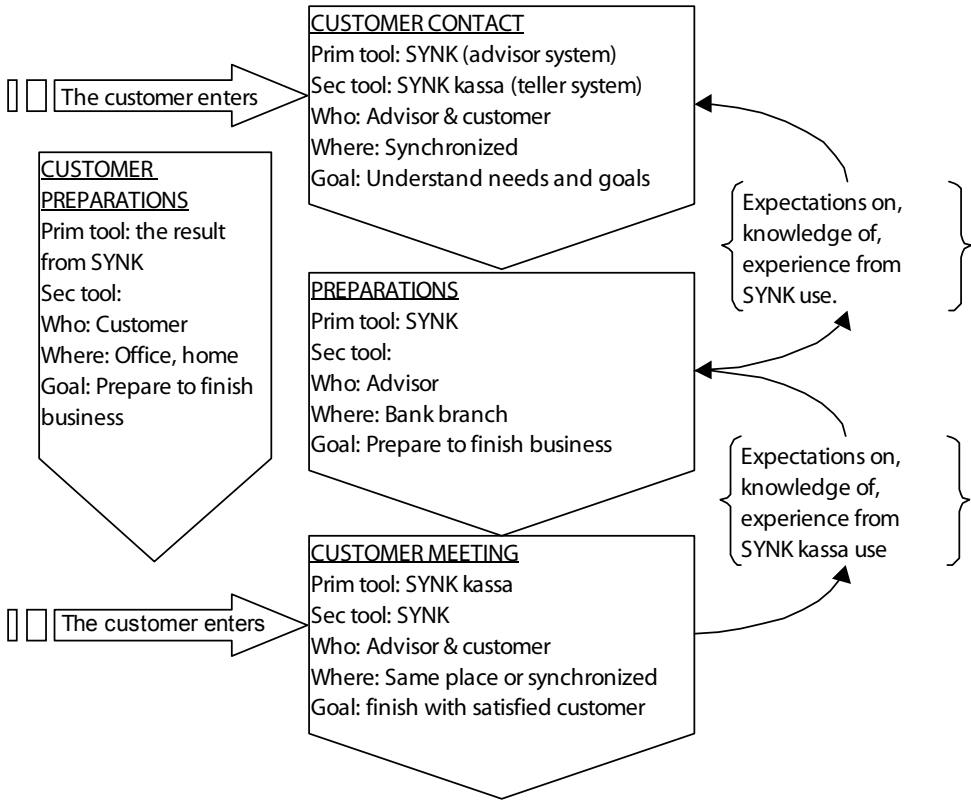 CUSTOMER CONTACT
Prim tool: SYNK (advisor system)
Sec tool: SYNK kassa (teller system)
Who: Advisor & customer
Where: Synchronized
Goal: Understand needs and goals
The customer enters
CUSTOMER
PREPARATIONS
Prim tool: the result
from SYNK
Sec tool:
Who: Customer
Where: Office, home
Goal: Prepare to finish
business
Expectations on,
knowledge of,
experience from
SYNK use.
PREPARATIONS
Prim tool: SYNK
Sec tool:
Who: Advisor
Where: Bank branch
Goal: Prepare to finish business
Expectations on,
knowledge of,
experience from
SYNK kassa use
CUSTOMER MEETING
Prim tool: SYNK kassa
Sec tool: SYNK
Who: Advisor & customer
Where: Same place or synchronized
Goal: finish with satisfied customer
The customer enters